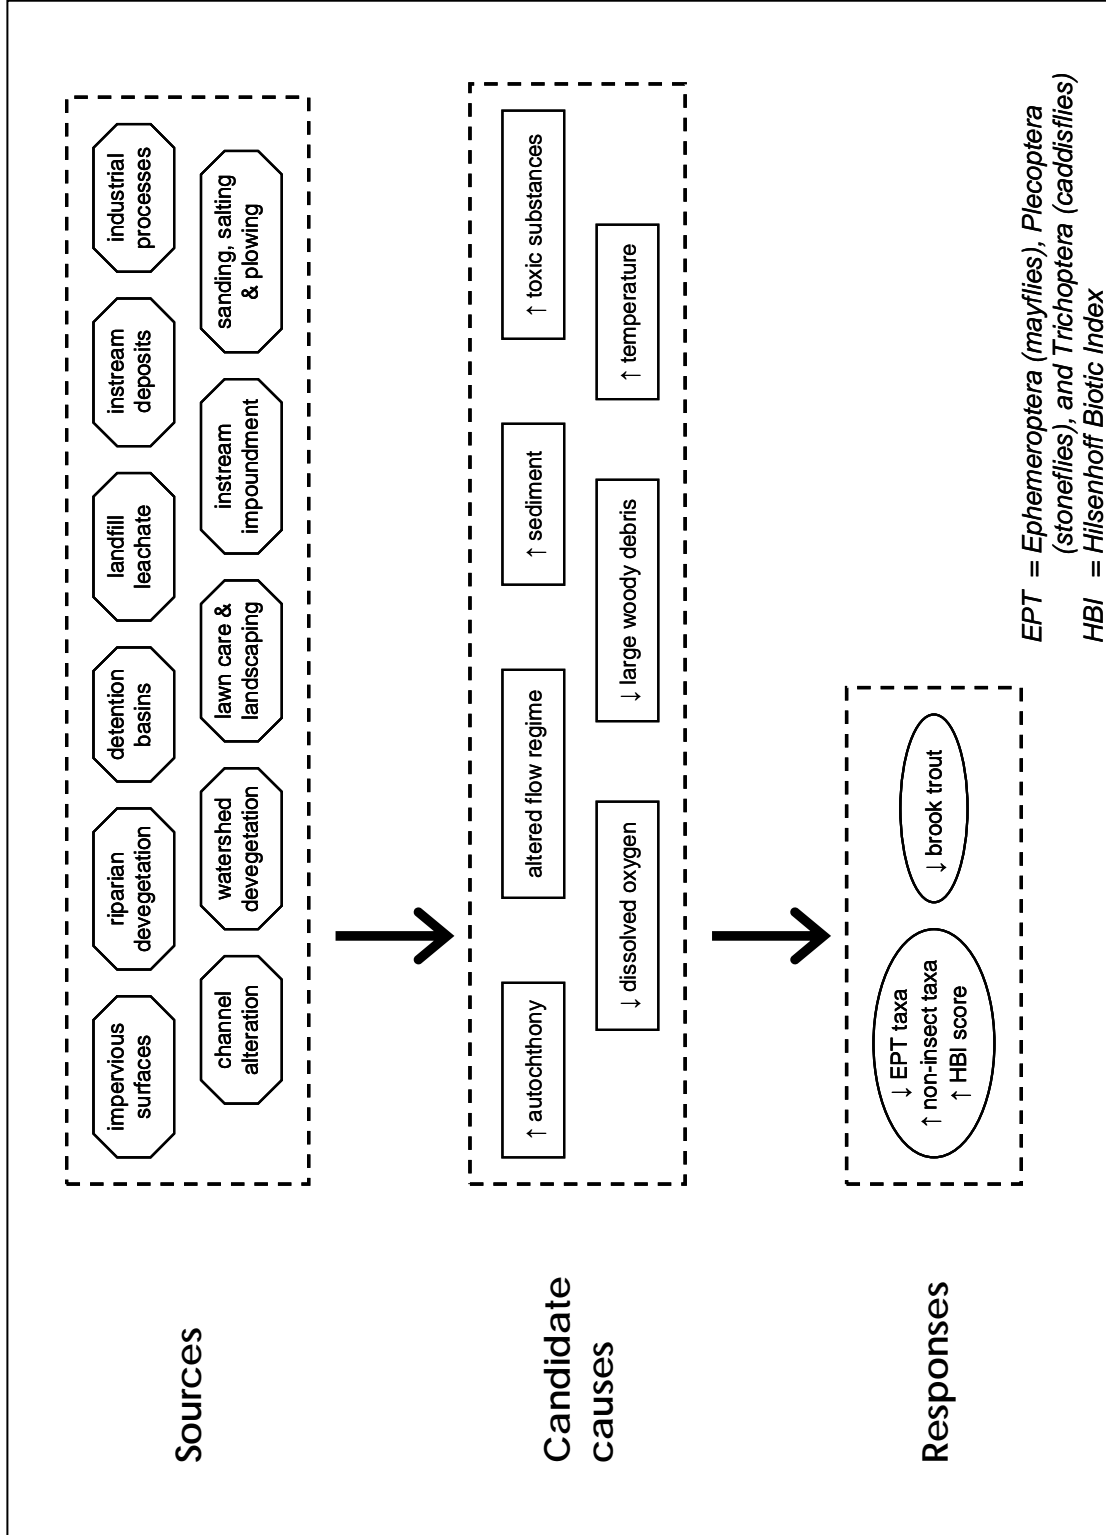 Sources
impervious
surfaces
riparian
devegetation
detention
basins
landfill
leachate
instream
deposits
industrial
processes
channel
alteration
watershed
devegetation
lawn care &
landscaping
instream
impoundment
sanding, salting
& plowing
Candidate
causes
↑ autochthony
altered flow regime
↑ sediment
↑ toxic substances
↓ dissolved oxygen
↓ large woody debris
↑ temperature
Responses
↓ EPT taxa
↑ non-insect taxa
↑ HBI score
↓ brook trout
EPT = Ephemeroptera (mayflies), Plecoptera
(stoneflies), and Trichoptera (caddisflies)
HBI = Hilsenhoff Biotic Index